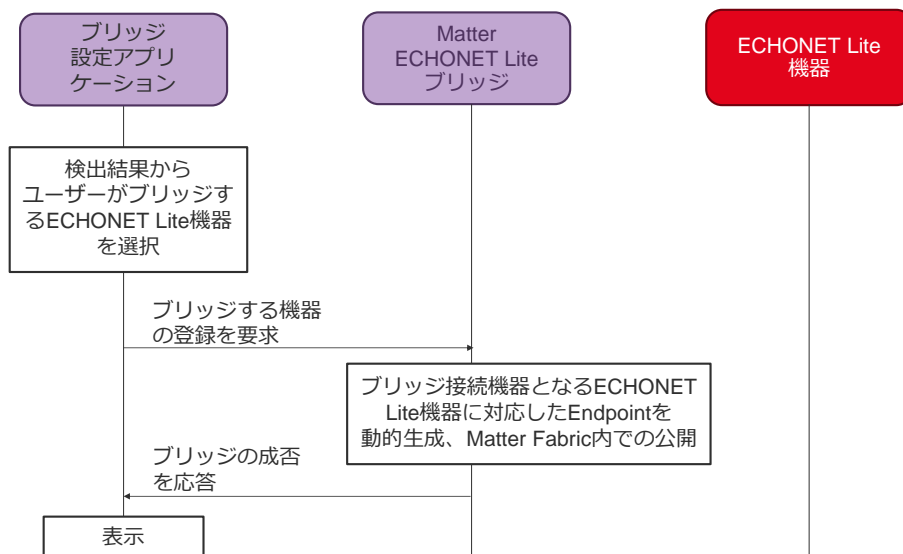 ブリッジ
設定アプリ
ケーション
Matter
ECHONET Lite
ブリッジ
ECHONET Lite
機器
検出結果から
ユーザーがブリッジす
るECHONET Lite機器
を選択
ブリッジする機器
の登録を要求
ブリッジ接続機器となるECHONET
Lite機器に対応したEndpointを
動的生成、Matter Fabric内での公開
ブリッジの成否
を応答
表示